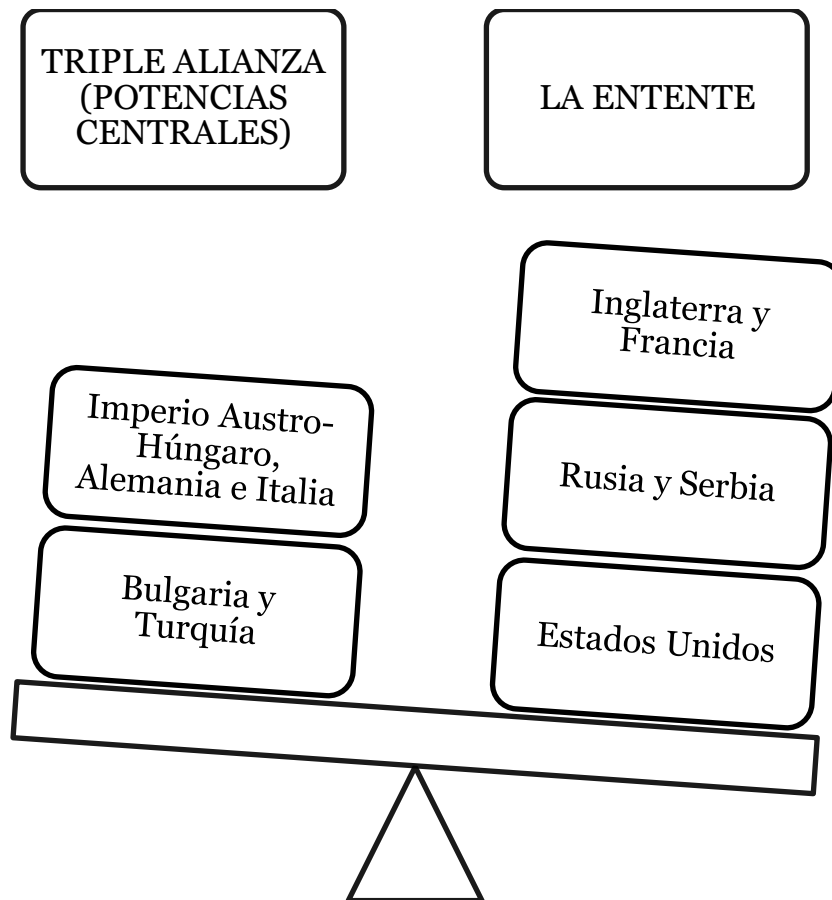 TRIPLE ALIANZA
(POTENCIAS
CENTRALES)
LA ENTENTE
Imperio Austro-
Húngaro,
Alemania e Italia
Bulgaria y
Turquía
Inglaterra y
Francia
Rusia y Serbia
Estados Unidos